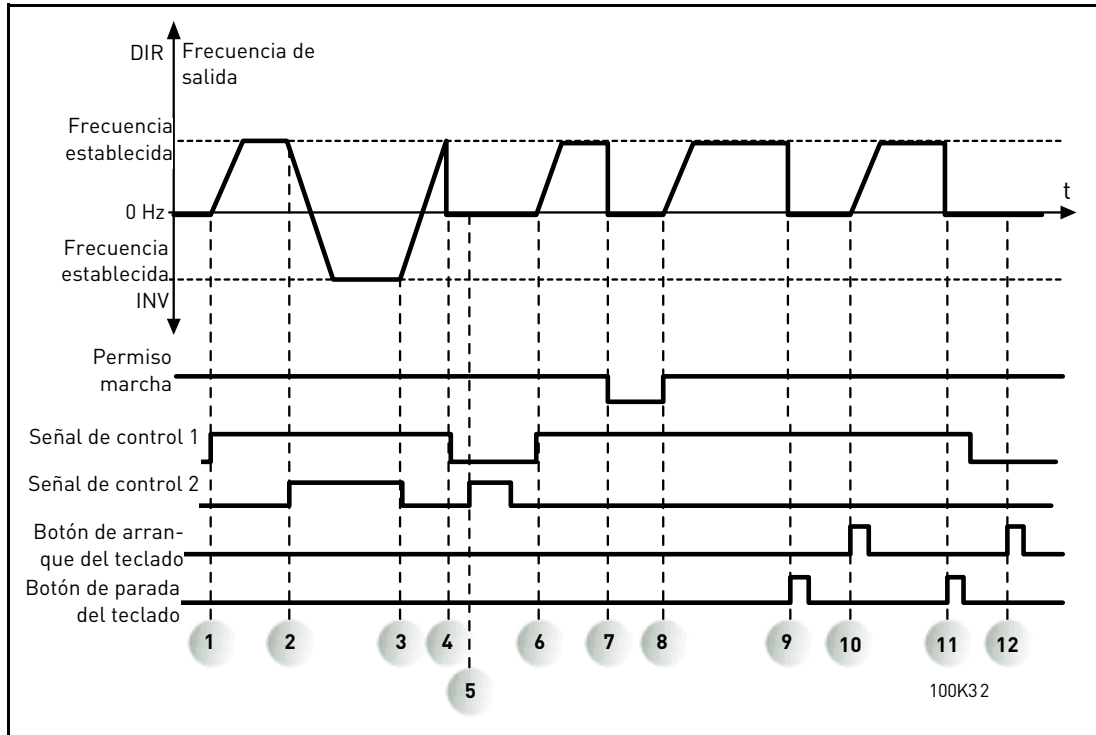 DIR
Frecuencia de
salida
Frecuencia
establecida
t
0 Hz
Frecuencia
establecida
INV
Permiso
marcha
Señal de control 1
Señal de control 2
Botón de arran-
que del teclado
Botón de parada
del teclado
1 2 3 4 6 7 8 9 10 11 12
5
100K32